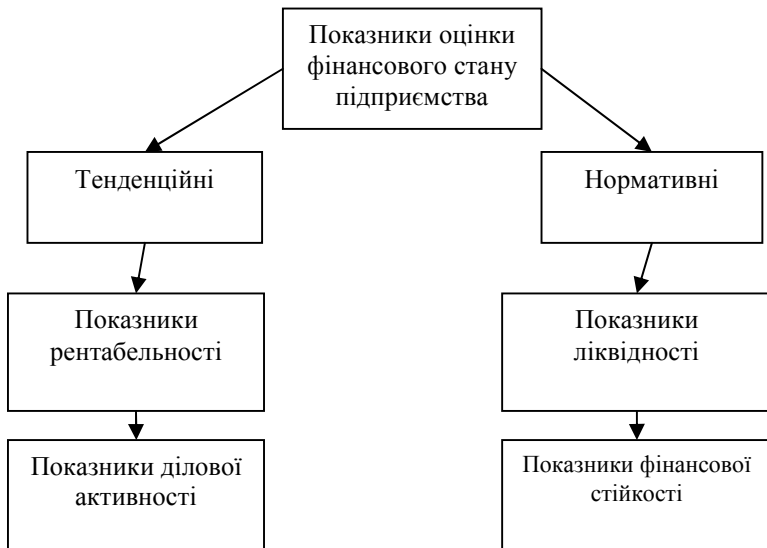 Показники оцінки
фінансового стану
підприємства
Тенденційні
Нормативні
Показники
рентабельності
Показники
ліквідності
Показники ділової
активності
Показники фінансової
стійкості